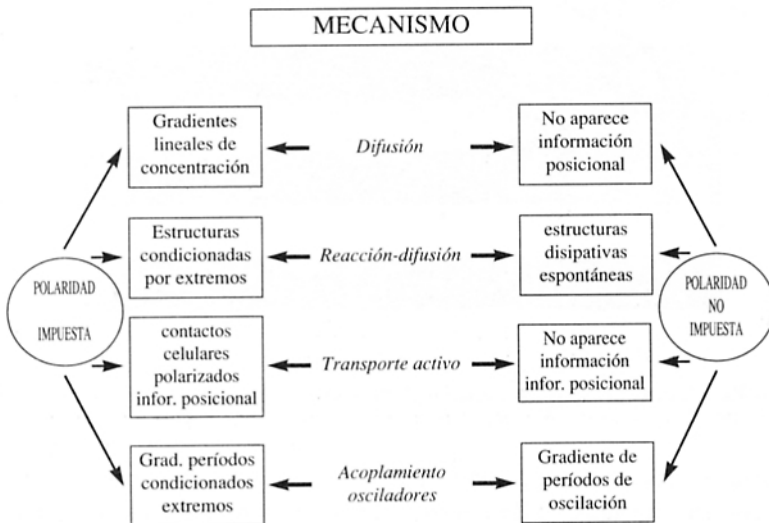 MECANISMO
Gradientes
lineales de
concentración
Difusión
No aparece
información
posicional
Estructuras
condicionadas
por extremos
Reacción-difusión
estructuras
disipativas
espontáneas
POLARIDAD
IMPUESTA
POLARIDAD
NO
IMPUESTA
contactos
celulares
polarizados
infor. posicional
Transporte activo
No aparece
información
infor. posicional
Grad. períodos
condicionados
extremos
Acoplamiento
osciladores
Gradiente de
períodos de
oscilación